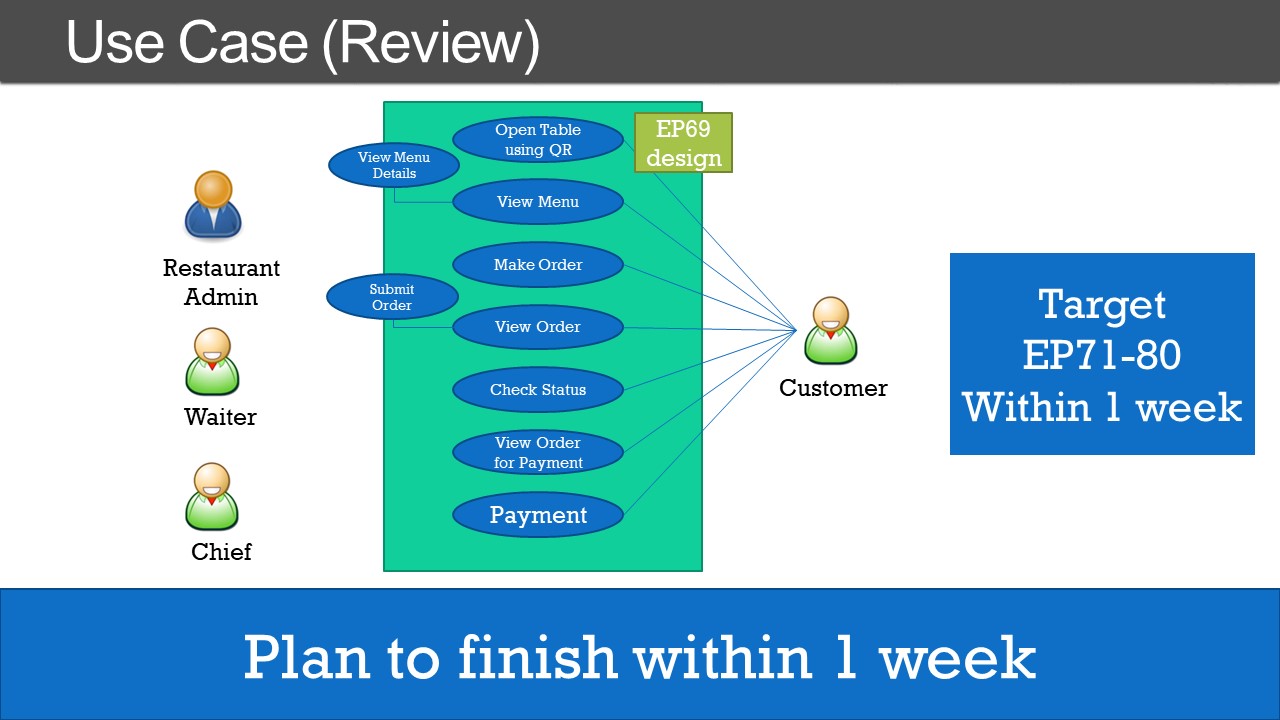 Use Case (Review)
Open Table
using QR
EP69
design
View Menu
Details
View Menu
Restaurant
Admin
Make Order
Submit
Order
View Order
Waiter
Check Status
Customer
Target
EP71-80
Within 1 week
View Order
for Payment
Payment
Chief
Plan to finish within 1 week